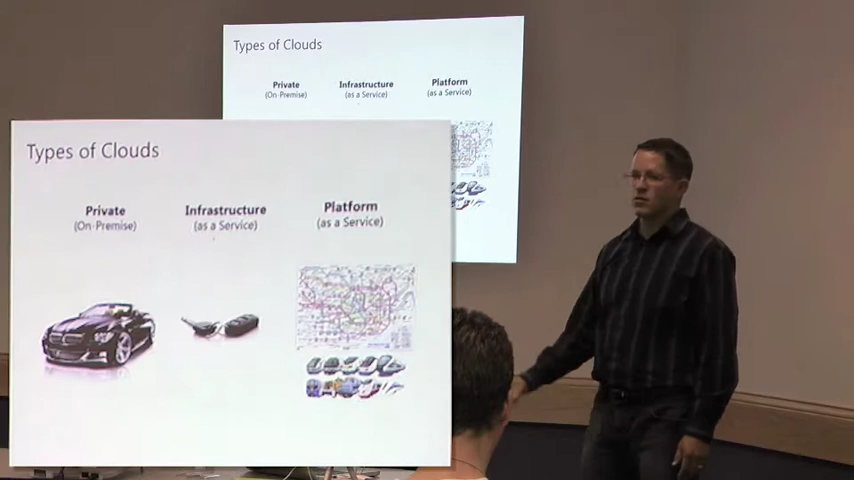 Types of Clouds
Private
(On-Premise)
Infrastructure
(as a Service)
Platform
(as a Service)
Types of Clouds
Private
(On-Premise)
Infrastructure
(as a Service)
Platform
(as a Service)